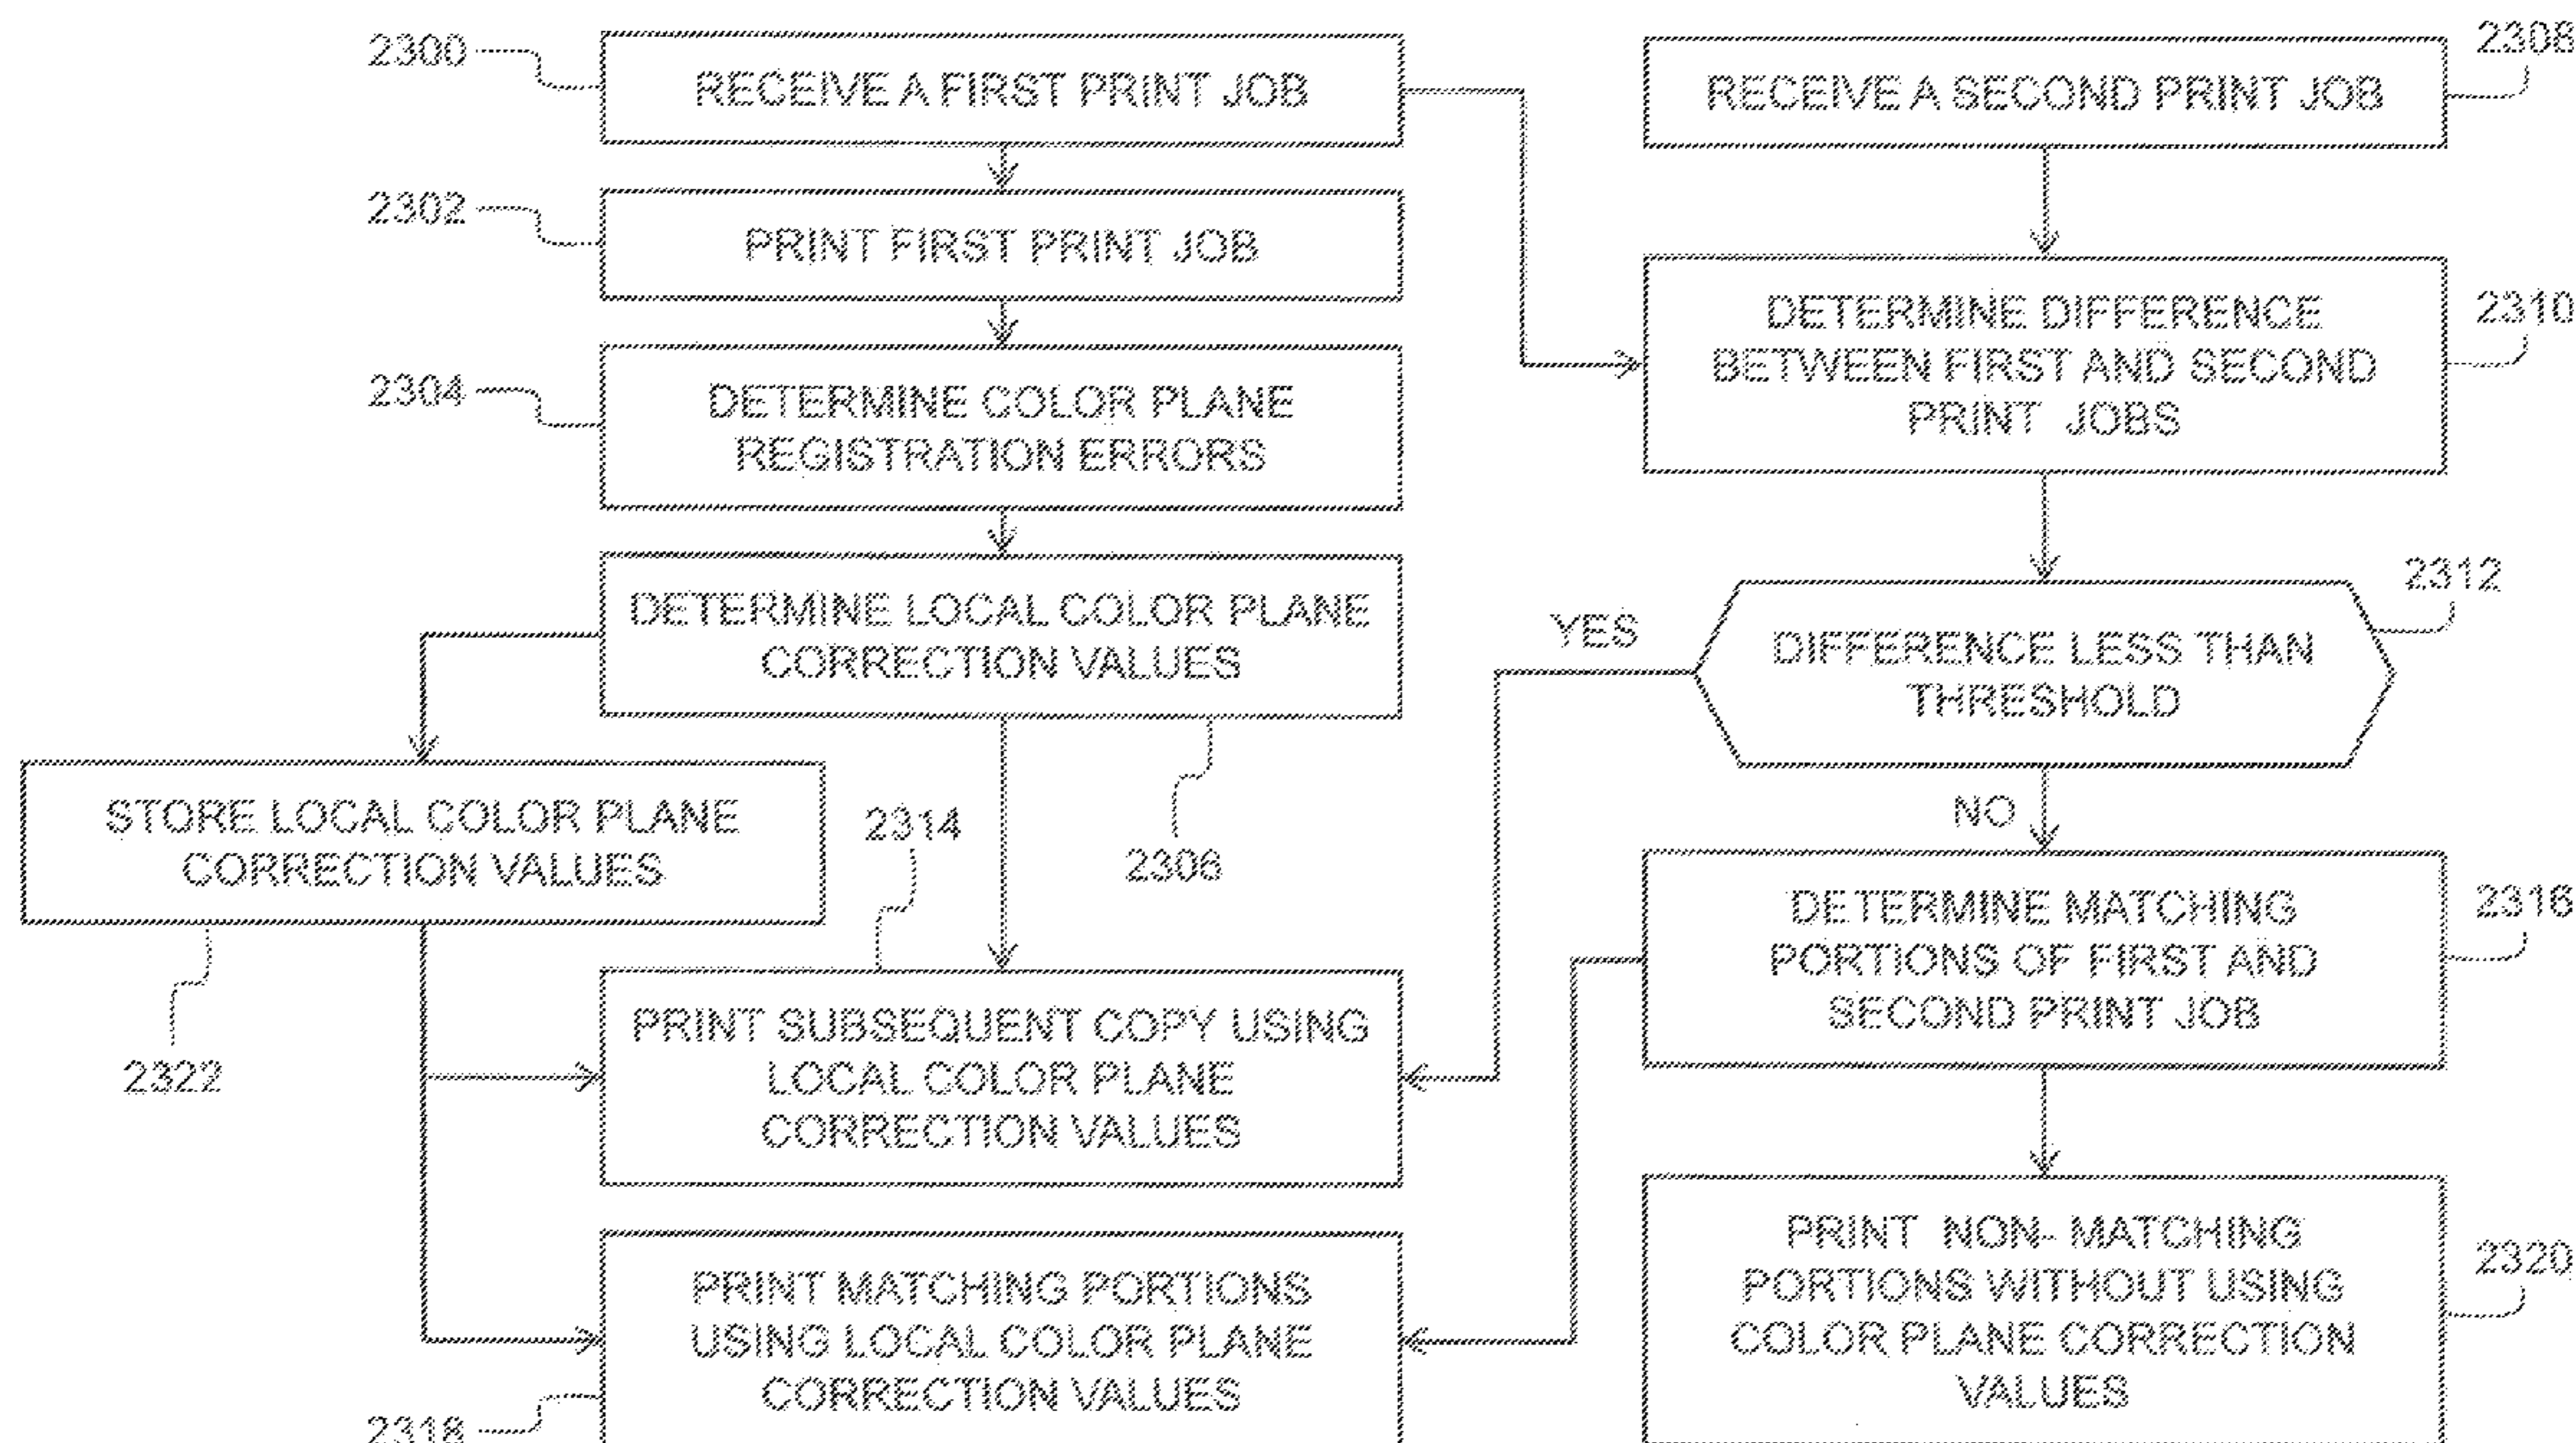 2300
RECEIVE A FIRST PRINT JOB
2302
PRINT FIRST PRINT JOB
2304
DETERMINE COLOR PLANE
REGISTRATION ERRORS
DETERMINE LOCAL COLOR PLANE
CORRECTION VALUES
2306
STORE LOCAL COLOR PLANE
CORRECTION VALUES
2322
2314
PRINT SUBSEQUENT COPY USING
LOCAL COLOR PLANE
CORRECTION VALUES
PRINT MATCHING PORTIONS
USING LOCAL COLOR PLANE
CORRECTION VALUES
2318
RECEIVE A SECOND PRINT JOB
2308
DETERMINE DIFFERENCE
BETWEEN FIRST AND SECOND
PRINT JOBS
2310
2312
DIFFERENCE LESS THAN
THRESHOLD
YES
NO
DETERMINE MATCHING
PORTIONS OF FIRST AND
SECOND PRINT JOB
2316
PRINT NON- MATCHING
PORTIONS WITHOUT USING
COLOR PLANE CORRECTION
VALUES
2320